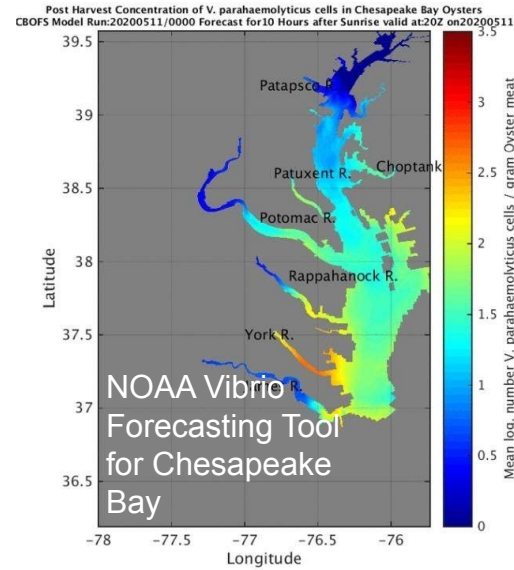 Post Harvest Concentration of V. parahaemolyticus cells in Chesapeake Bay Oysters
CBOFS Model Run:20200511/0000 Forecast for10 Hours after Sunrise valid at:20Z on20200511
39.5
39
38.5
38
37.5
37
36.5
Latitude
Patapsco R.
Choptank
Patuxent R.
Potomac R.
Rappahanock R.
York R.
NOAA Vibrio
Forecasting Tool
for Chesapeake
Bay
-78
-77.5
-77
-76.5
-76
Longitude
3.5
3
2.5
2
1.5
1
0.5
0
Mean log. number V. parahaemolyticus cells / gram Oyster meat